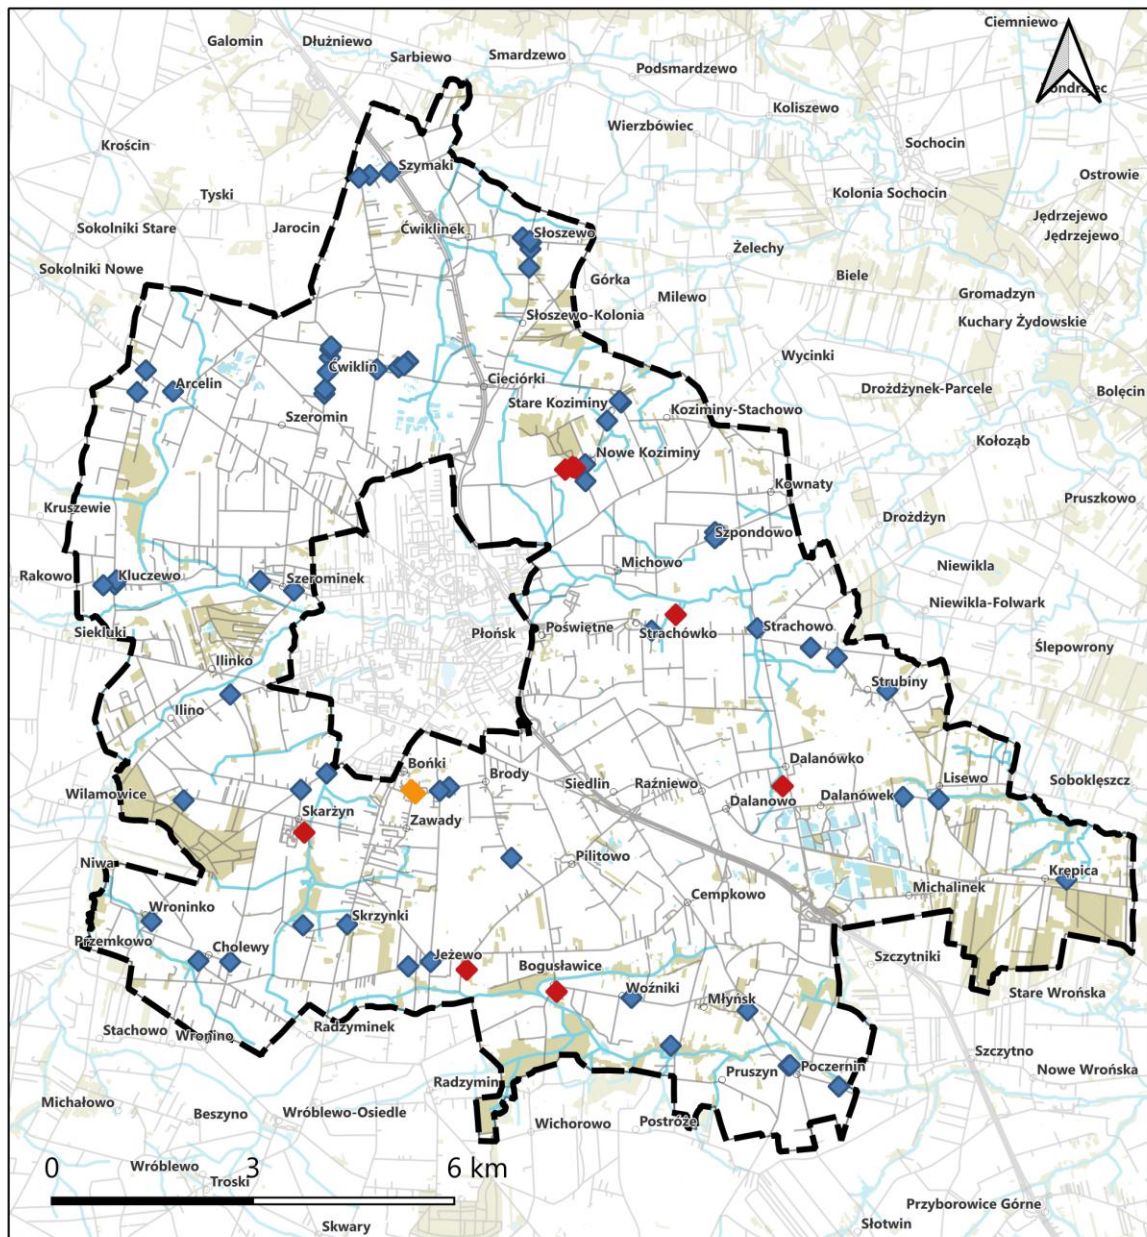 Ciemniewo
Galomin
Dłużniewo
Sarbiewo
Smardzewo
Podsmardzewo
Koliszewo
Wierzbówiec
Sochocin
Krościn
Szymaki
Tyski
Kolonia Sochocin
Ostrowie
Sokolniki Stare
Jarocin
Ćwiklinek
Słoszewo
Żelechy
Jędrzejewo
Jędrzejewo
Sokolniki Nowe
Górka
Biele
Milewo
Gromadzyn
Słoszewo-Kolonia
Kuchary Żydowskie
Wycinki
Ćwiklin
Arcelin
Cieciórki
Drożdżynek-Parcele
Bolęcin
Szeromin
Stare Koziminy
Koziminy-Stachowo
Kołoząb
Nowe Koziminy
Kownaty
Pruszkowo
Kruszewie
Drożdżyn
Szpondowo
Rakowo
Kluczewo
Szerominek
Michowo
Niewikla
Niewikla-Folwark
Siekluki
Płońsk
Poświętne
Strachówko
Strachowo
Ślepowrony
Ilinko
Strubiny
Ilino
Bońki
Brody
Siedlin
Raźniewo
Dalanówko
Lisewo
Soboklęszcz
Wilamowice
Skarżyn
Zawady
Dalanowo
Dalanówek
Niwa
Pilitowo
Cempkowo
Michalinek
Krępica
Wroninko
Skrzynki
Przemkowo
Cholewy
Jeżewo
Bogusławice
Szczytniki
Woźniki
Młyńsk
Stare Wrońska
Stachowo
Wronino
Radzyminek
Szczytno
Radzymin
Pruszyn
Poczernin
Nowe Wrońska
Michałowo
Beszyno
Wróblewo-Osiedle
Wichorowo
Postróże
0 3 6 km
Wróblewo
Troski
Przyborowice Górne
Skwary
Słotwin